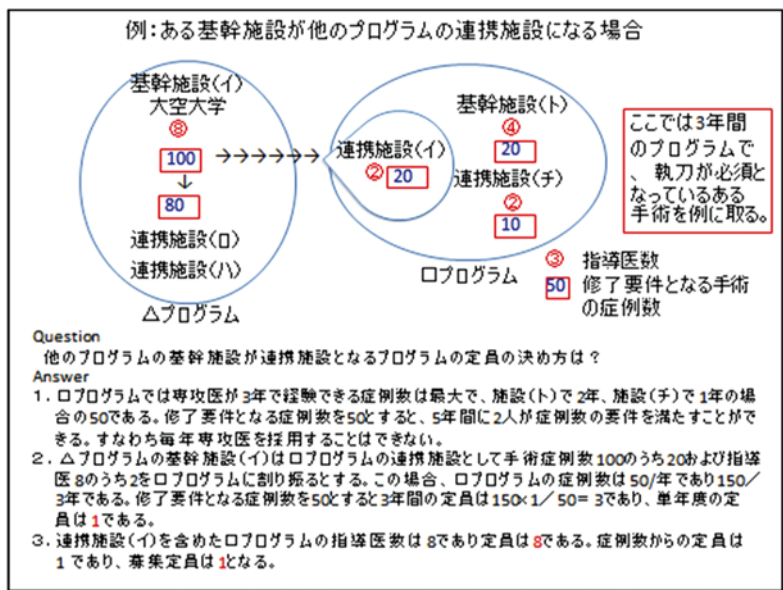 例：ある基幹施設が他のプログラムの連携施設になる場合
基幹施設(イ)
大空大学
⑧
100
→→→→→→
↓
80
連携施設(ロ)
連携施設(ハ)
△プログラム
連携施設(イ)
②
20
基幹施設(ト)
④
20
連携施設(チ)
②
10
口プログラム
ここでは3年間
のプログラムで
、執刀が必須と
なっているある
手術を例に取る。
③ 指導医数
50 修了要件となる手術
の症例数
Question
他のプログラムの基幹施設が連携施設となるプログラムの定員の決め方は？
Answer
1．ロプログラムでは専攻医が3年で経験できる症例数は最大で、施設(ト)で2年、施設(チ)で1年の場
合の50である。修了要件となる症例数を50とすると、5年間に2人が症例数の要件を満たすことがで
きる。すなわち毎年専攻医を採用することはできない。
2．△プログラムの基幹施設(イ)はロプログラムの連携施設として手術症例数100のうち20および指導
医8のうち2をロプログラムに割り振るとする。この場合、ロプログラムの症例数は50/年であり150／
3年である。修了要件となる症例数を50とすると3年間の定員は150×1／50＝3であり、単年度の定
員は1である。
3．連携施設(イ)を含めたロプログラムの指導医数は8であり定員は8である。症例数からの定員は
1であり、募集定員は1となる。